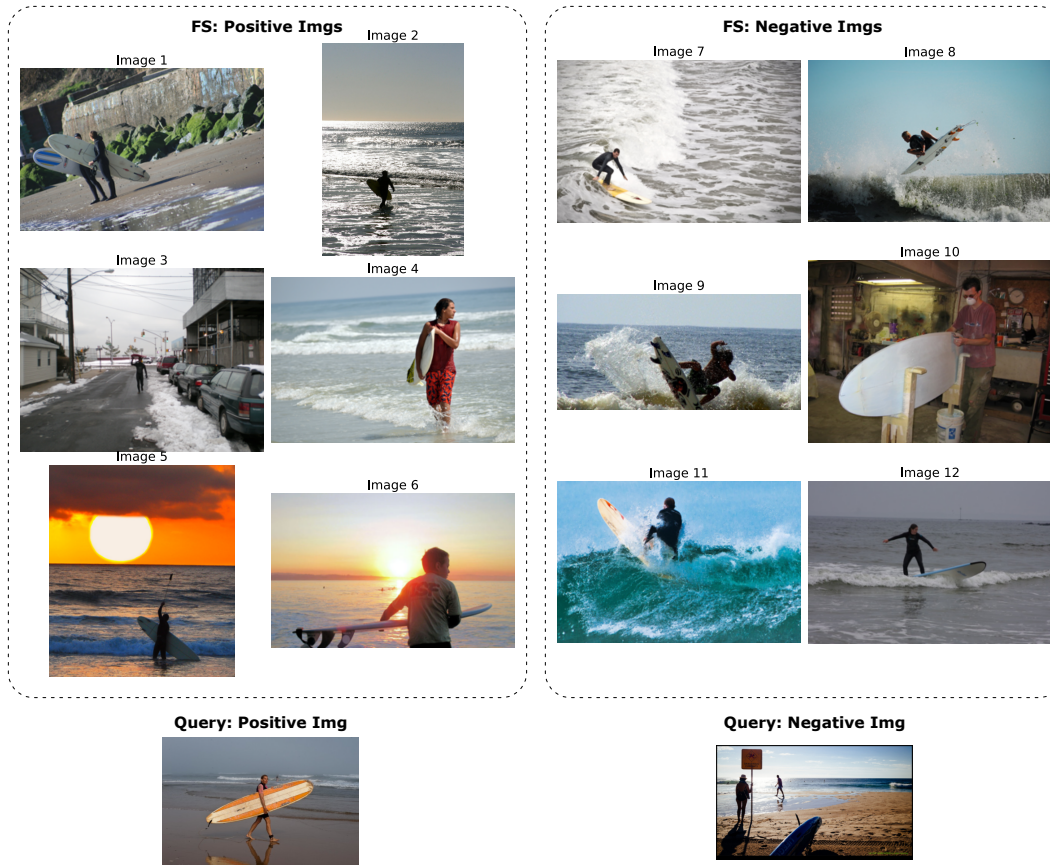 FS: Positive Imgs
FS: Negative Imgs
Image 1
Image 2
Image 3
Image 4
Image 5
Image 6
Image 7
Image 8
Image 9
Image 10
Image 11
Image 12
Query: Positive Img
Query: Negative Img